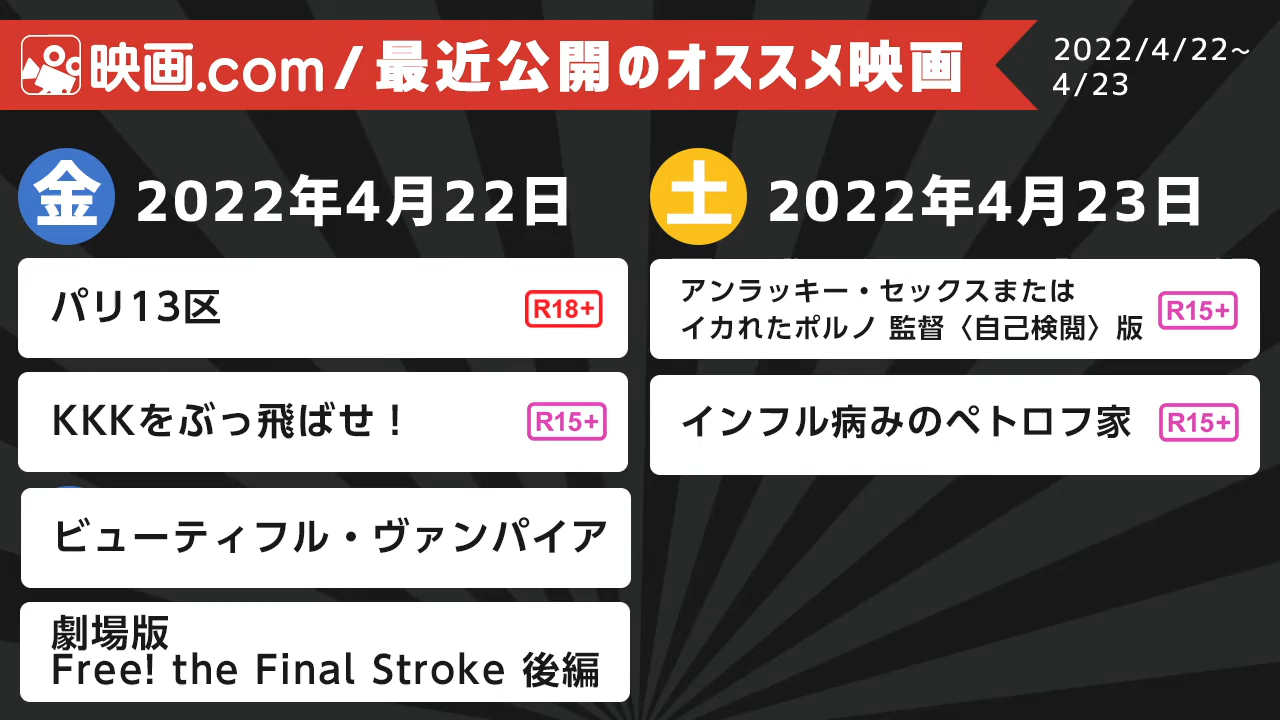 映画.com/最近公開のオススメ映画
2022/4/22～
4/23
金 2022年4月22日
パリ13区 R18+
KKKをぶっ飛ばせ！ R15+
ビューティフル・ヴァンパイア
劇場版
Free! the Final Stroke 後編
土 2022年4月23日
アンラッキー・セックスまたは
イカれたポルノ 監督〈自己検閲〉版 R15+
インフル病みのペトロフ家 R15+